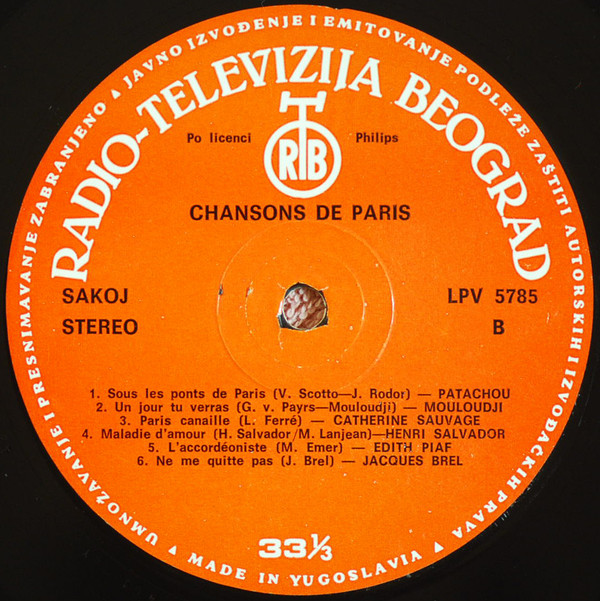 UMNOŽAVANJE I PRESNIMAVANJE ZABRANJENO ▲ JAVNO IZVOĐENJE I EMITOVANJE PODLEŽE ZAŠTITI AUTORSKIH I IZVOĐAČKIH PRAVA ▲
RADIO-TELEVIZIJA BEOGRAD
Po licenci RTB Philips
CHANSONS DE PARIS
SAKOJ LPV 5785
STEREO B
1. Sous les ponts de Paris (V. Scotto—J. Rodor) — PATACHOU
2. Un jour tu verras (G. v. Payrs—Mouloudji) — MOULOUDJI
3. Paris canaille (L. Ferré) — CATHERINE SAUVAGE
4. Maladie d'amour (H. Salvador/M. Lanjean)—HENRI SALVADOR
5. L'accordéoniste (M. Emer) — EDITH PIAF
6. Ne me quitte pas (J. Brel) — JACQUES BREL
33⅓
MADE IN YUGOSLAVIA ▲